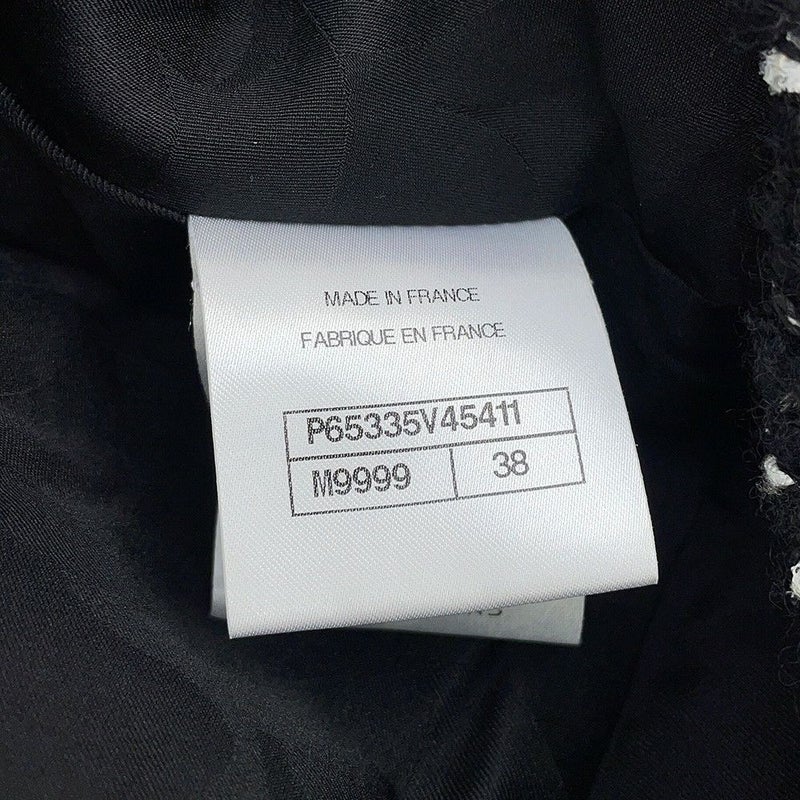 MADE IN FRANCE
FABRIQUE EN FRANCE
P65335V45411
M9999 38